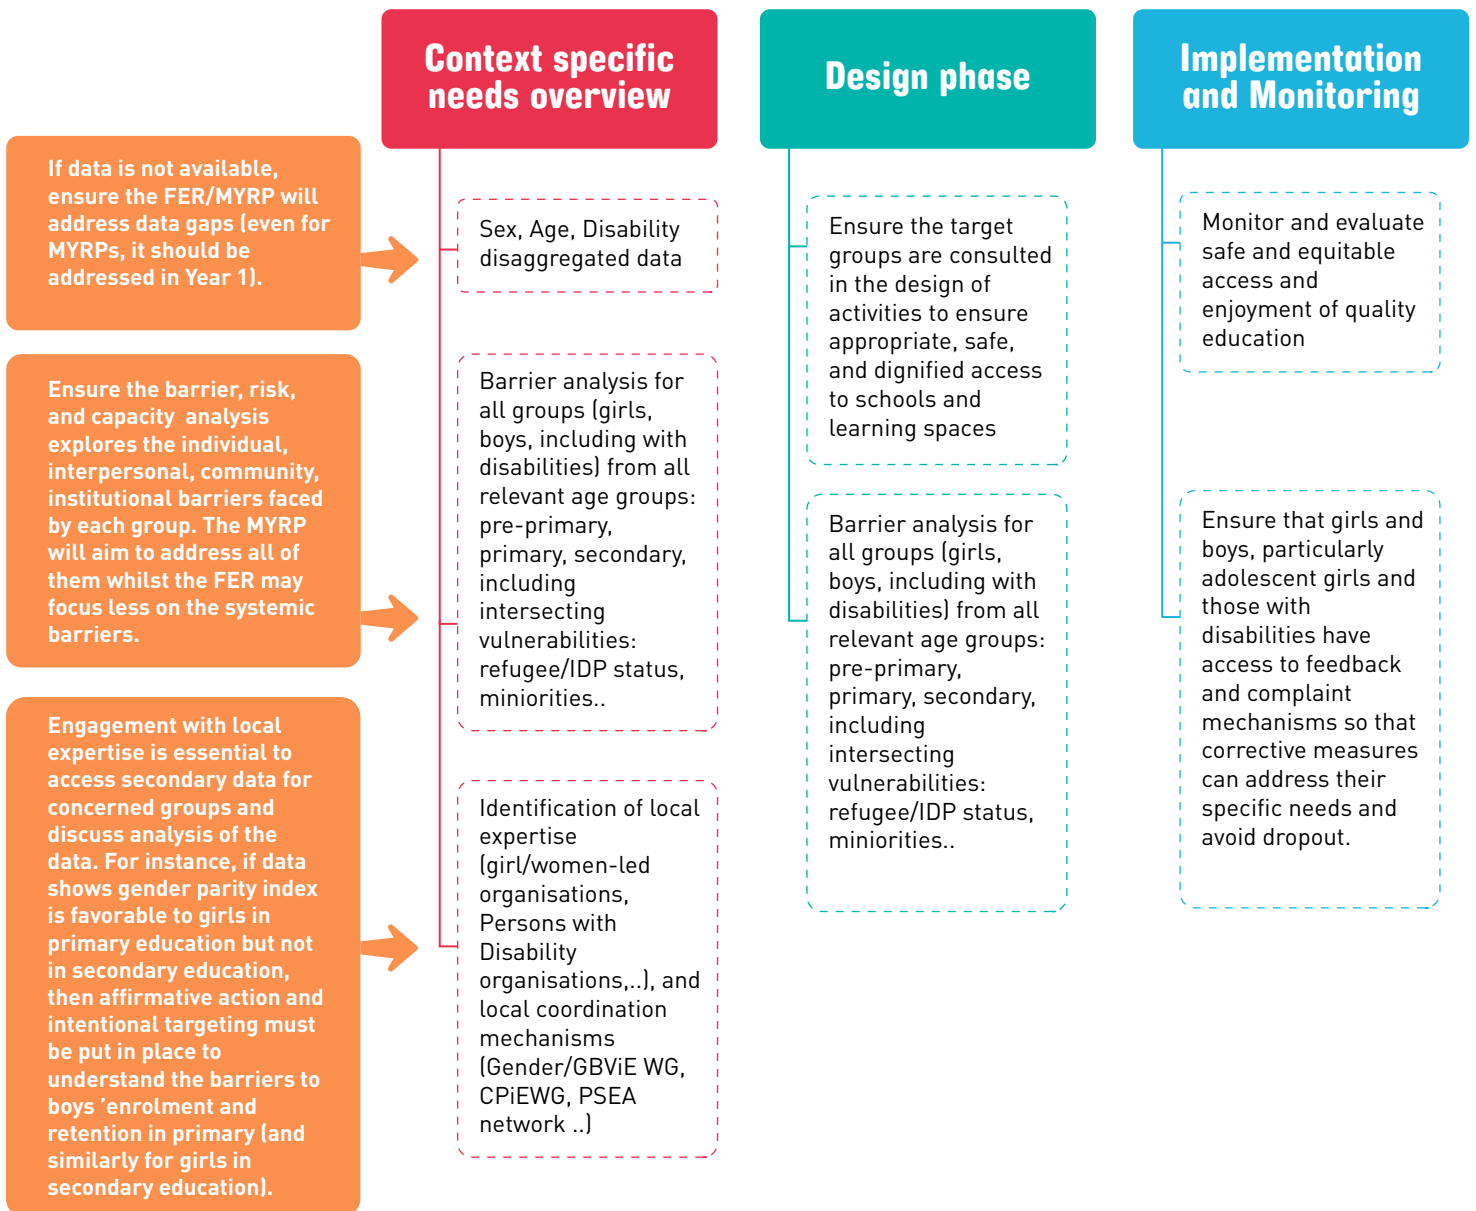 Context specific
needs overview
Design phase
Implementation
and Monitoring
If data is not available,
ensure the FER/MYRP will
address data gaps (even for
MYRPs, it should be
addressed in Year 1).
Ensure the barrier, risk,
and capacity analysis
explores the individual,
interpersonal, community,
institutional barriers faced
by each group. The MYRP
will aim to address all of
them whilst the FER may
focus less on the systemic
barriers.
Engagement with local
expertise is essential to
access secondary data for
concerned groups and
discuss analysis of the
data. For instance, if data
shows gender parity index
is favorable to girls in
primary education but not
in secondary education,
then affirmative action and
intentional targeting must
be put in place to
understand the barriers to
boys 'enrolment and
retention in primary (and
similarly for girls in
secondary education).
Sex, Age, Disability
disaggregated data
Barrier analysis for
all groups (girls,
boys, including with
disabilities) from all
relevant age groups:
pre-primary,
primary, secondary,
including
intersecting
vulnerabilities:
refugee/IDP status,
miniorities..
Identification of local
expertise
(girl/women-led
organisations,
Persons with
Disability
organisations,..), and
local coordination
mechanisms
(Gender/GBViE WG,
CPiEWG, PSEA
network ..)
Ensure the target
groups are consulted
in the design of
activities to ensure
appropriate, safe,
and dignified access
to schools and
learning spaces
Barrier analysis for
all groups (girls,
boys, including with
disabilities) from all
relevant age groups:
pre-primary,
primary, secondary,
including
intersecting
vulnerabilities:
refugee/IDP status,
miniorities..
Monitor and evaluate
safe and equitable
access and
enjoyment of quality
education
Ensure that girls and
boys, particularly
adolescent girls and
those with
disabilities have
access to feedback
and complaint
mechanisms so that
corrective measures
can address their
specific needs and
avoid dropout.